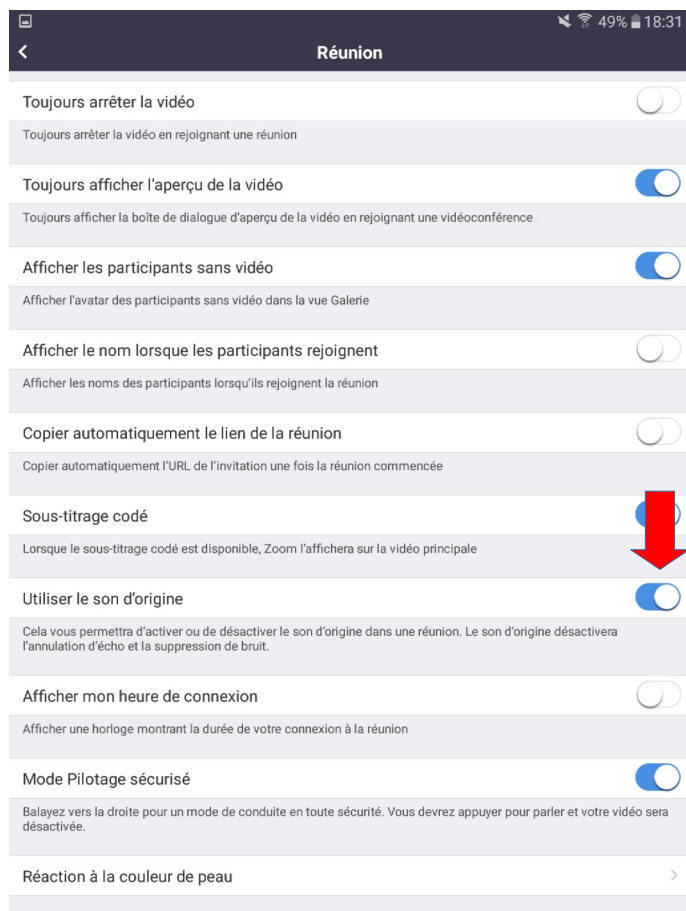 49% 18:31
Réunion
Toujours arrêter la vidéo
Toujours arrêter la vidéo en rejoignant une réunion
Toujours afficher l'aperçu de la vidéo
Toujours afficher la boîte de dialogue d'aperçu de la vidéo en rejoignant une vidéoconférence
Afficher les participants sans vidéo
Afficher l'avatar des participants sans vidéo dans la vue Galerie
Afficher le nom lorsque les participants rejoignent
Afficher les noms des participants lorsqu'ils rejoignent la réunion
Copier automatiquement le lien de la réunion
Copier automatiquement l'URL de l'invitation une fois la réunion commencée
Sous-titrage codé
Lorsque le sous-titrage codé est disponible, Zoom l'affichera sur la vidéo principale
Utiliser le son d'origine
Cela vous permettra d'activer ou de désactiver le son d'origine dans une réunion. Le son d'origine désactivera
l'annulation d'écho et la suppression de bruit.
Afficher mon heure de connexion
Afficher une horloge montrant la durée de votre connexion à la réunion
Mode Pilotage sécurisé
Balayez vers la droite pour un mode de conduite en toute sécurité. Vous devrez appuyer pour parler et votre vidéo sera
désactivée.
Réaction à la couleur de peau